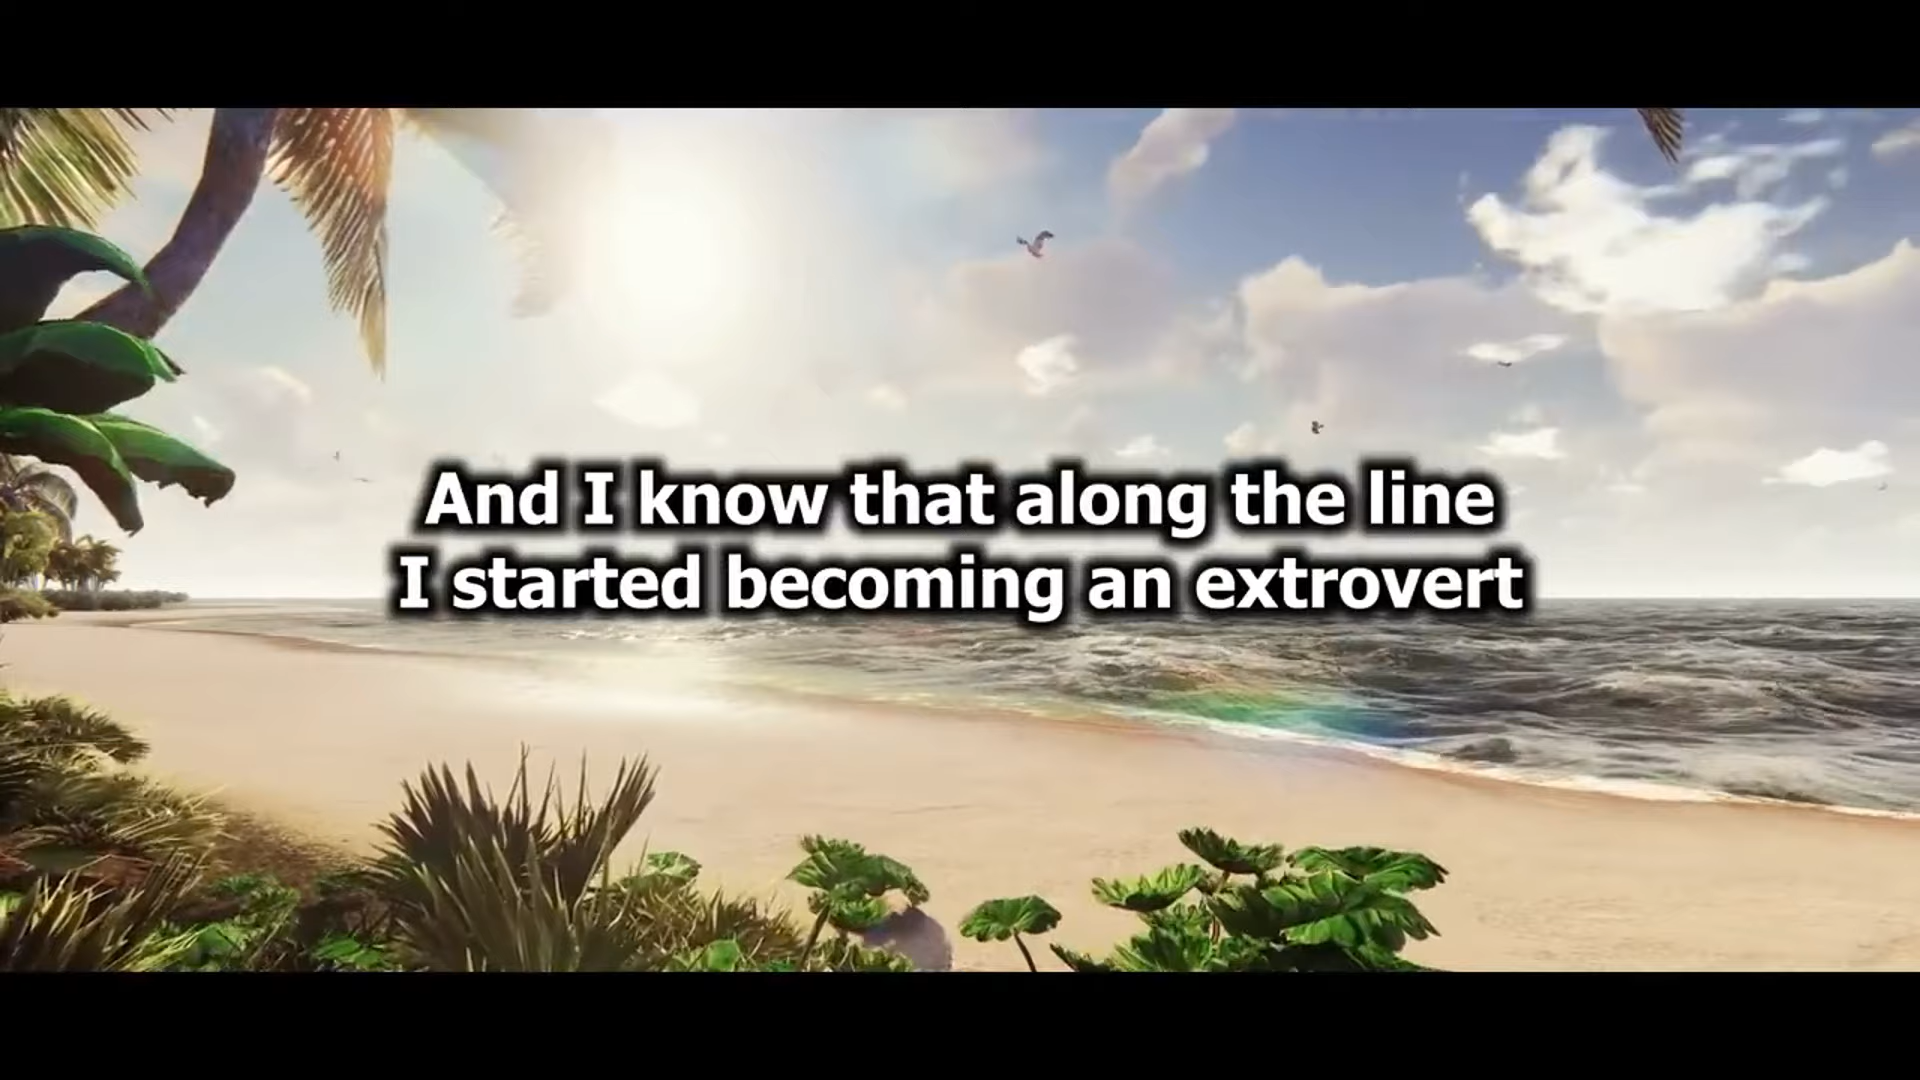 And I know that along the line
I started becoming an extrovert